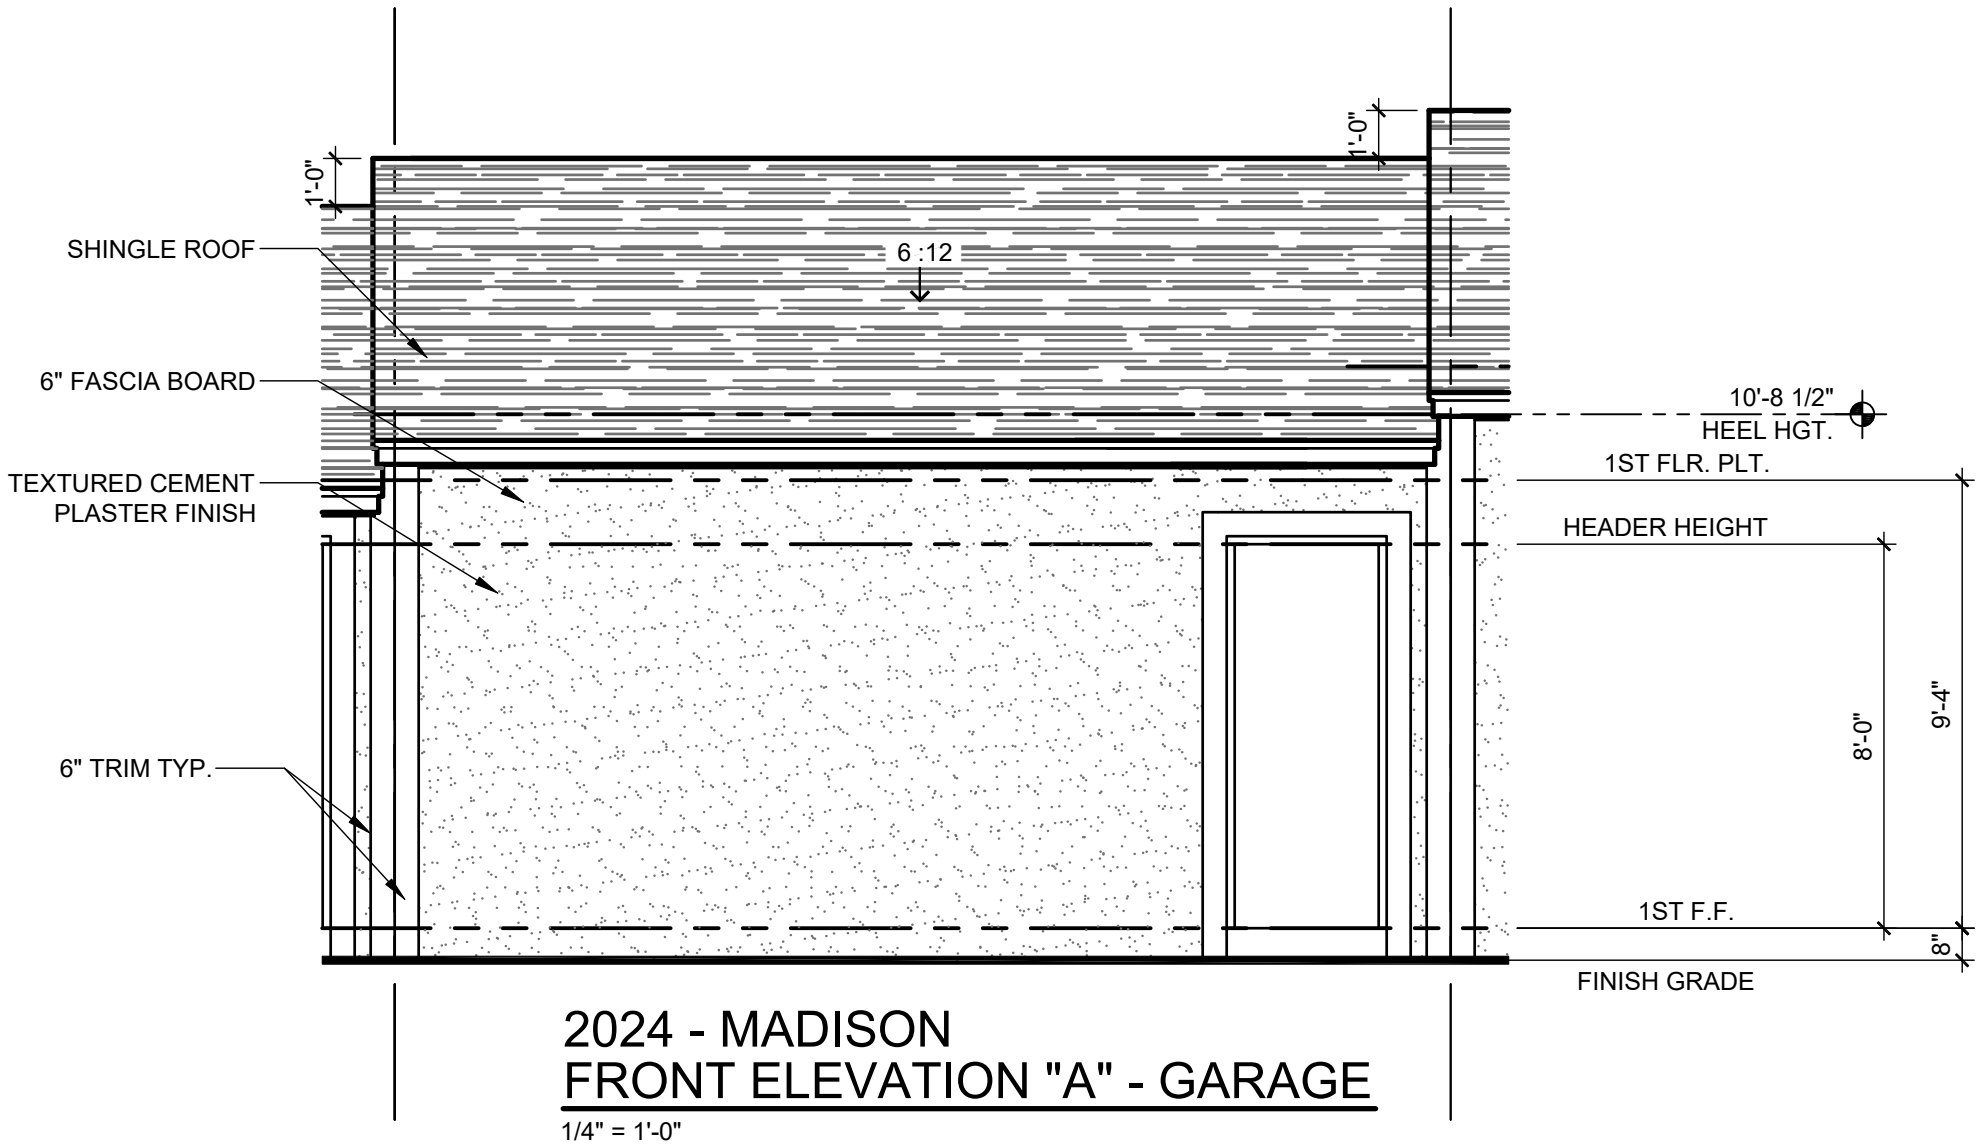 1'-0"
1'-0"
SHINGLE ROOF
6 :12
6" FASCIA BOARD
10'-8 1/2"
HEEL HGT.
1ST FLR. PLT.
TEXTURED CEMENT
PLASTER FINISH
HEADER HEIGHT
9'-4"
8'-0"
6" TRIM TYP.
1ST F.F.
8"
FINISH GRADE
2024 - MADISON
FRONT ELEVATION "A" - GARAGE
1/4" = 1'-0"